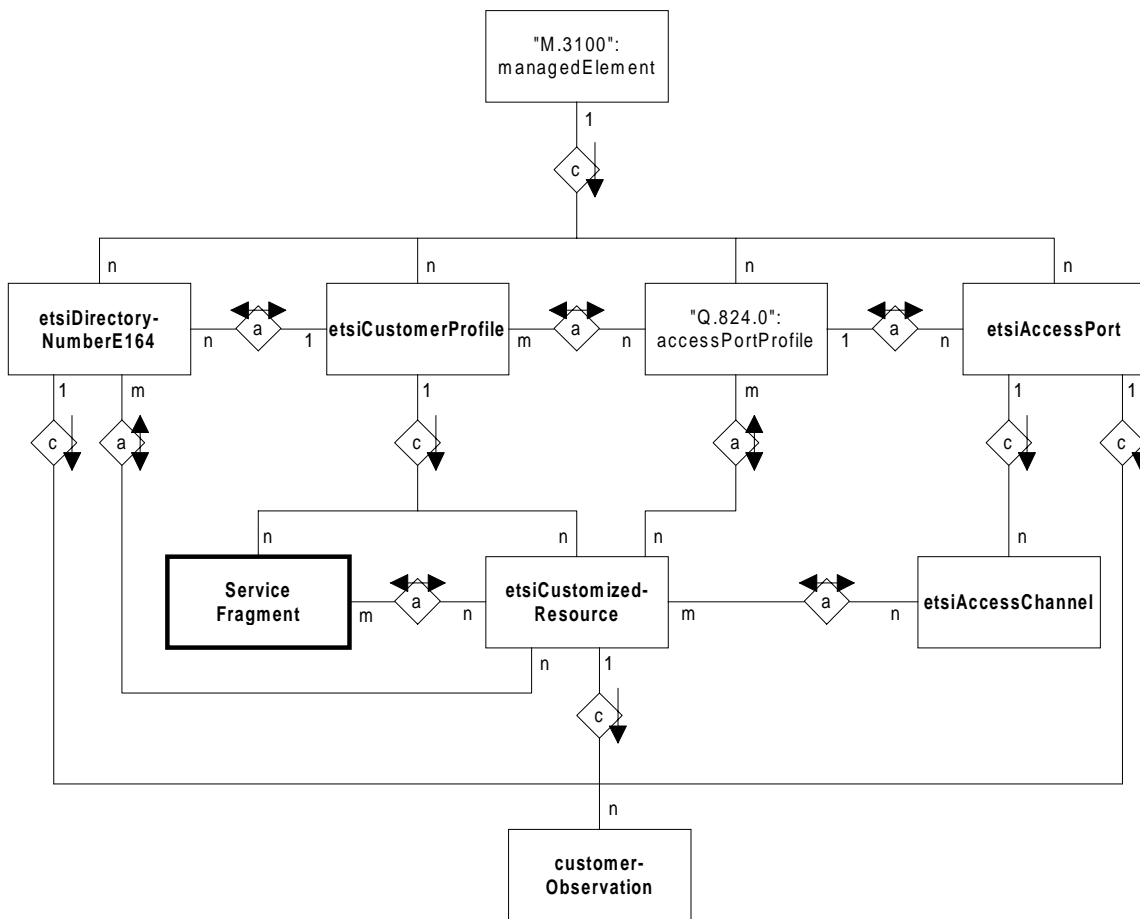 "M.3100":
managedElement
1
c
n
n
n
n
etsiDirectory-
NumberE164
a
n
1
etsiCustomerProfile
a
m
n
"Q.824.0":
accessPortProfile
a
1
n
etsiAccessPort
1
m
1
m
1
1
c
a
c
a
c
c
n
n
n
n
Service
Fragment
a
m
n
etsiCustomized-
Resource
a
m
n
etsiAccessChannel
n
1
c
n
customer-
Observation